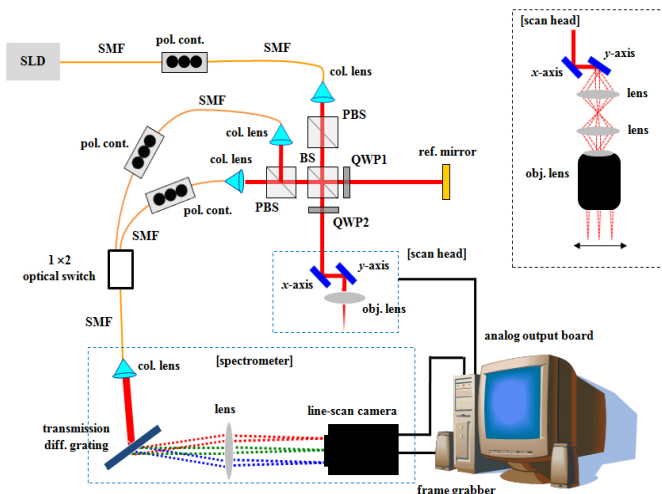 SLD
SMF
pol. cont.
SMF
col. lens
PBS
SMF
pol. cont.
col. lens
col. lens
BS
QWP1
ref. mirror
PBS
QWP2
pol. cont.
SMF
1 ×2
optical switch
SMF
[scan head]
y-axis
x-axis
obj. lens
[scan head]
y-axis
x-axis
lens
lens
obj. lens
analog output board
col. lens
[spectrometer]
lens
line-scan camera
transmission
diff. grating
frame grabber